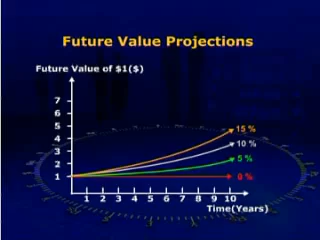 Future Value Projections
Future Value of $1($)
7
6
5
4
3
2
1
15 %
10 %
5 %
0 %
1 2 3 4 5 6 7 8 9 10
Time(Years)